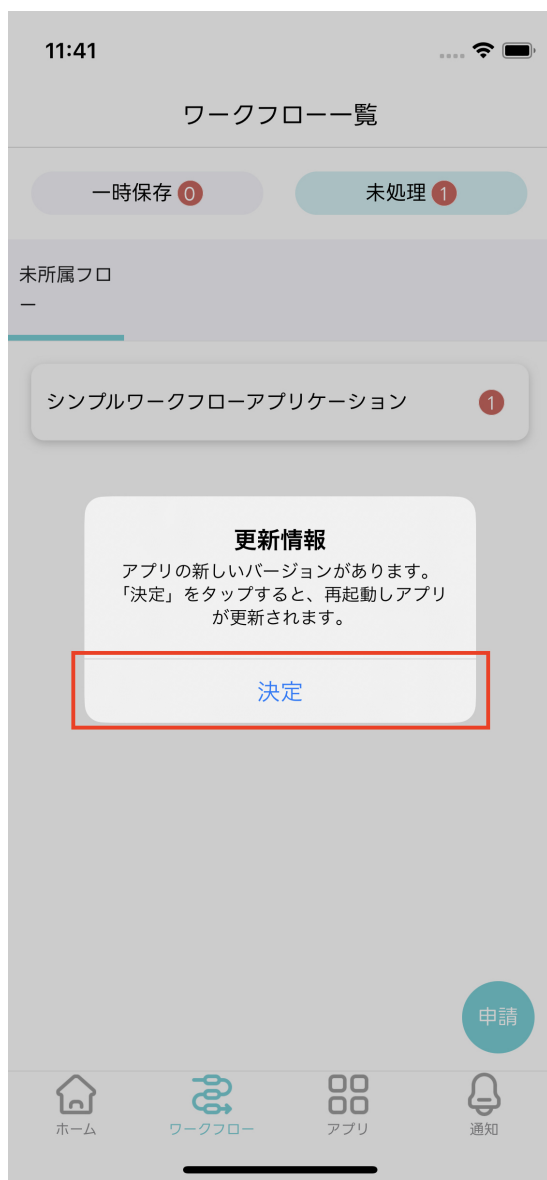 11:41
ワークフロー一覧
一時保存 0
未処理 1
未所属フロ
ー
シンプルワークフローアプリケーション 1
更新情報
アプリの新しいバージョンがあります。
「決定」をタップすると、再起動しアプリ
が更新されます。
決定
申請
ホーム
ワークフロー
アプリ
通知